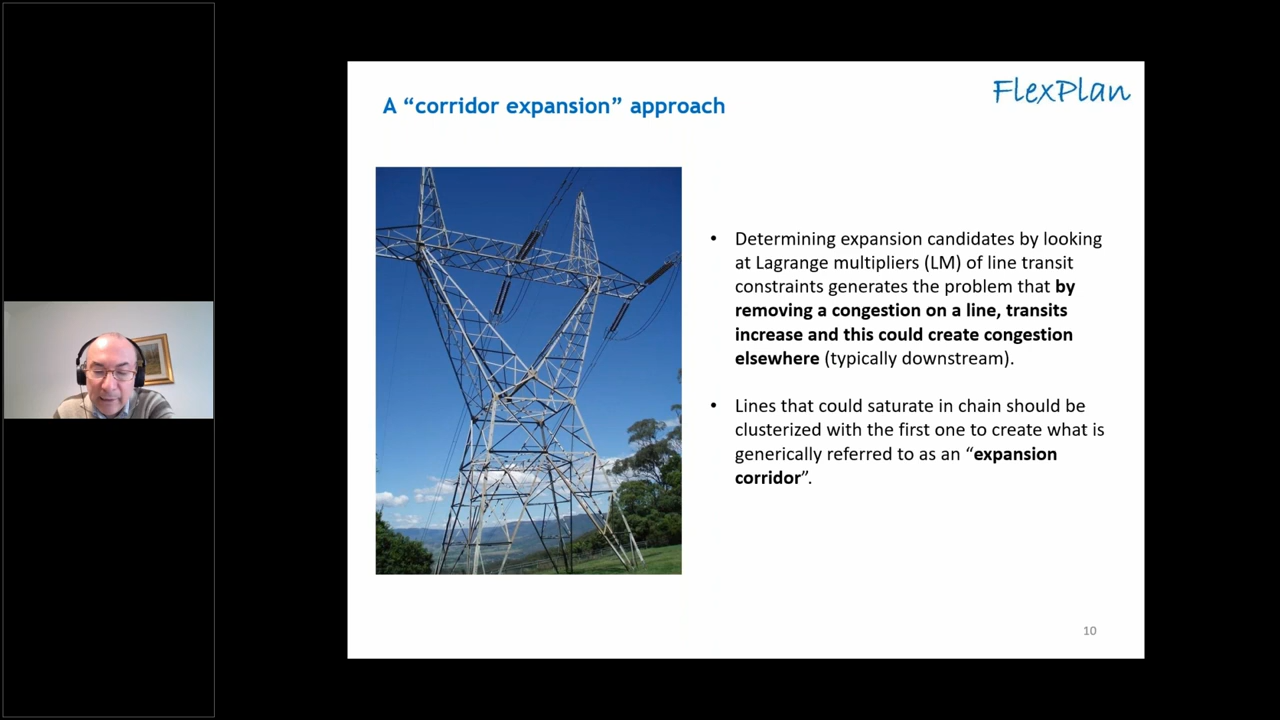 A “corridor expansion” approach
FlexPlan
• Determining expansion candidates by looking
at Lagrange multipliers (LM) of line transit
constraints generates the problem that by
removing a congestion on a line, transits
increase and this could create congestion
elsewhere (typically downstream).
• Lines that could saturate in chain should be
clusterized with the first one to create what is
generically referred to as an “expansion
corridor”.
10